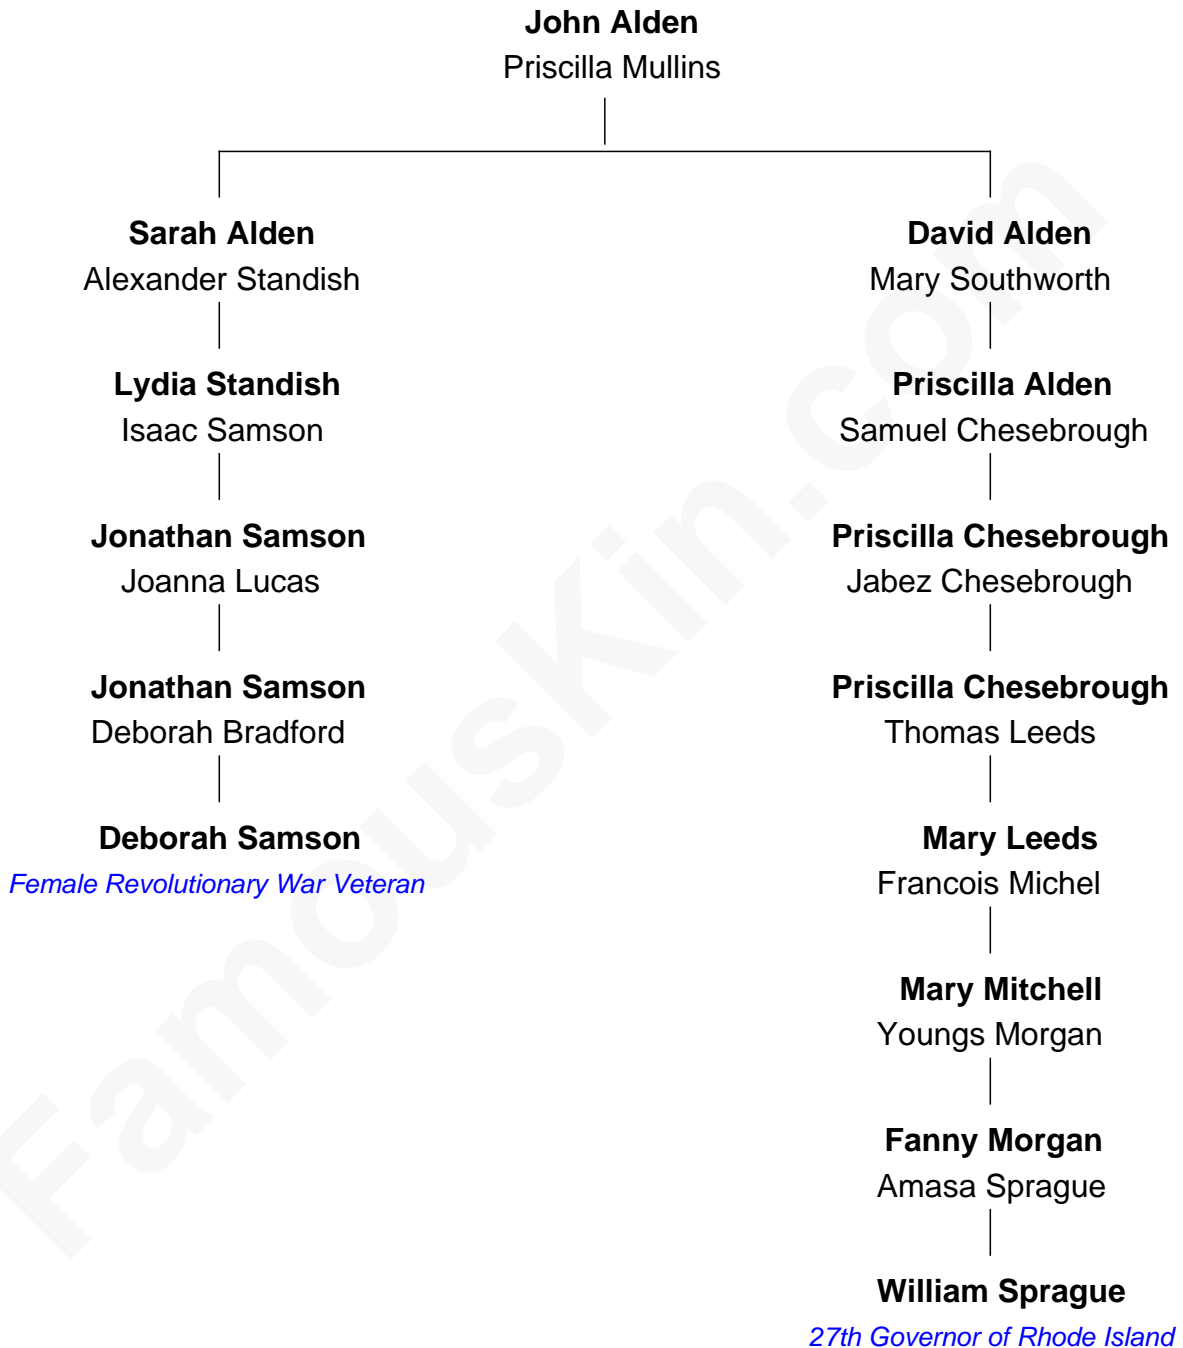 John Alden
Priscilla Mullins
Sarah Alden
Alexander Standish
Lydia Standish
Isaac Samson
Jonathan Samson
Joanna Lucas
Jonathan Samson
Deborah Bradford
Deborah Samson
Female Revolutionary War Veteran
David Alden
Mary Southworth
Priscilla Alden
Samuel Chesebrough
Priscilla Chesebrough
Jabez Chesebrough
Priscilla Chesebrough
Thomas Leeds
Mary Leeds
Francois Michel
Mary Mitchell
Youngs Morgan
Fanny Morgan
Amasa Sprague
William Sprague
27th Governor of Rhode Island
FamousKin.com